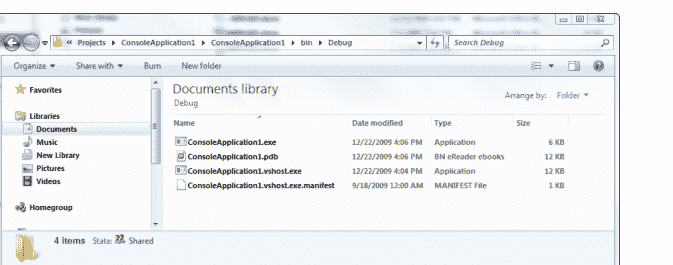 « Projects ▸ ConsoleApplication1 ▸ ConsoleApplication1 ▸ bin ▸ Debug Search Debug
Organize Share with Burn New folder
Favorites
Libraries
Documents
Music
New Library
Pictures
Videos
Homegroup
Documents library
Debug
Arrange by: Folder
Name Date modified Type Size
ConsoleApplication1.exe 12/22/2009 4:06 PM Application 6 KB
ConsoleApplication1.pdb 12/22/2009 4:06 PM BN eReader ebooks 12 KB
ConsoleApplication1.vshost.exe 12/22/2009 4:04 PM Application 12 KB
ConsoleApplication1.vshost.exe.manifest 9/18/2009 12:00 AM MANIFEST File 1 KB
4 items State: Shared